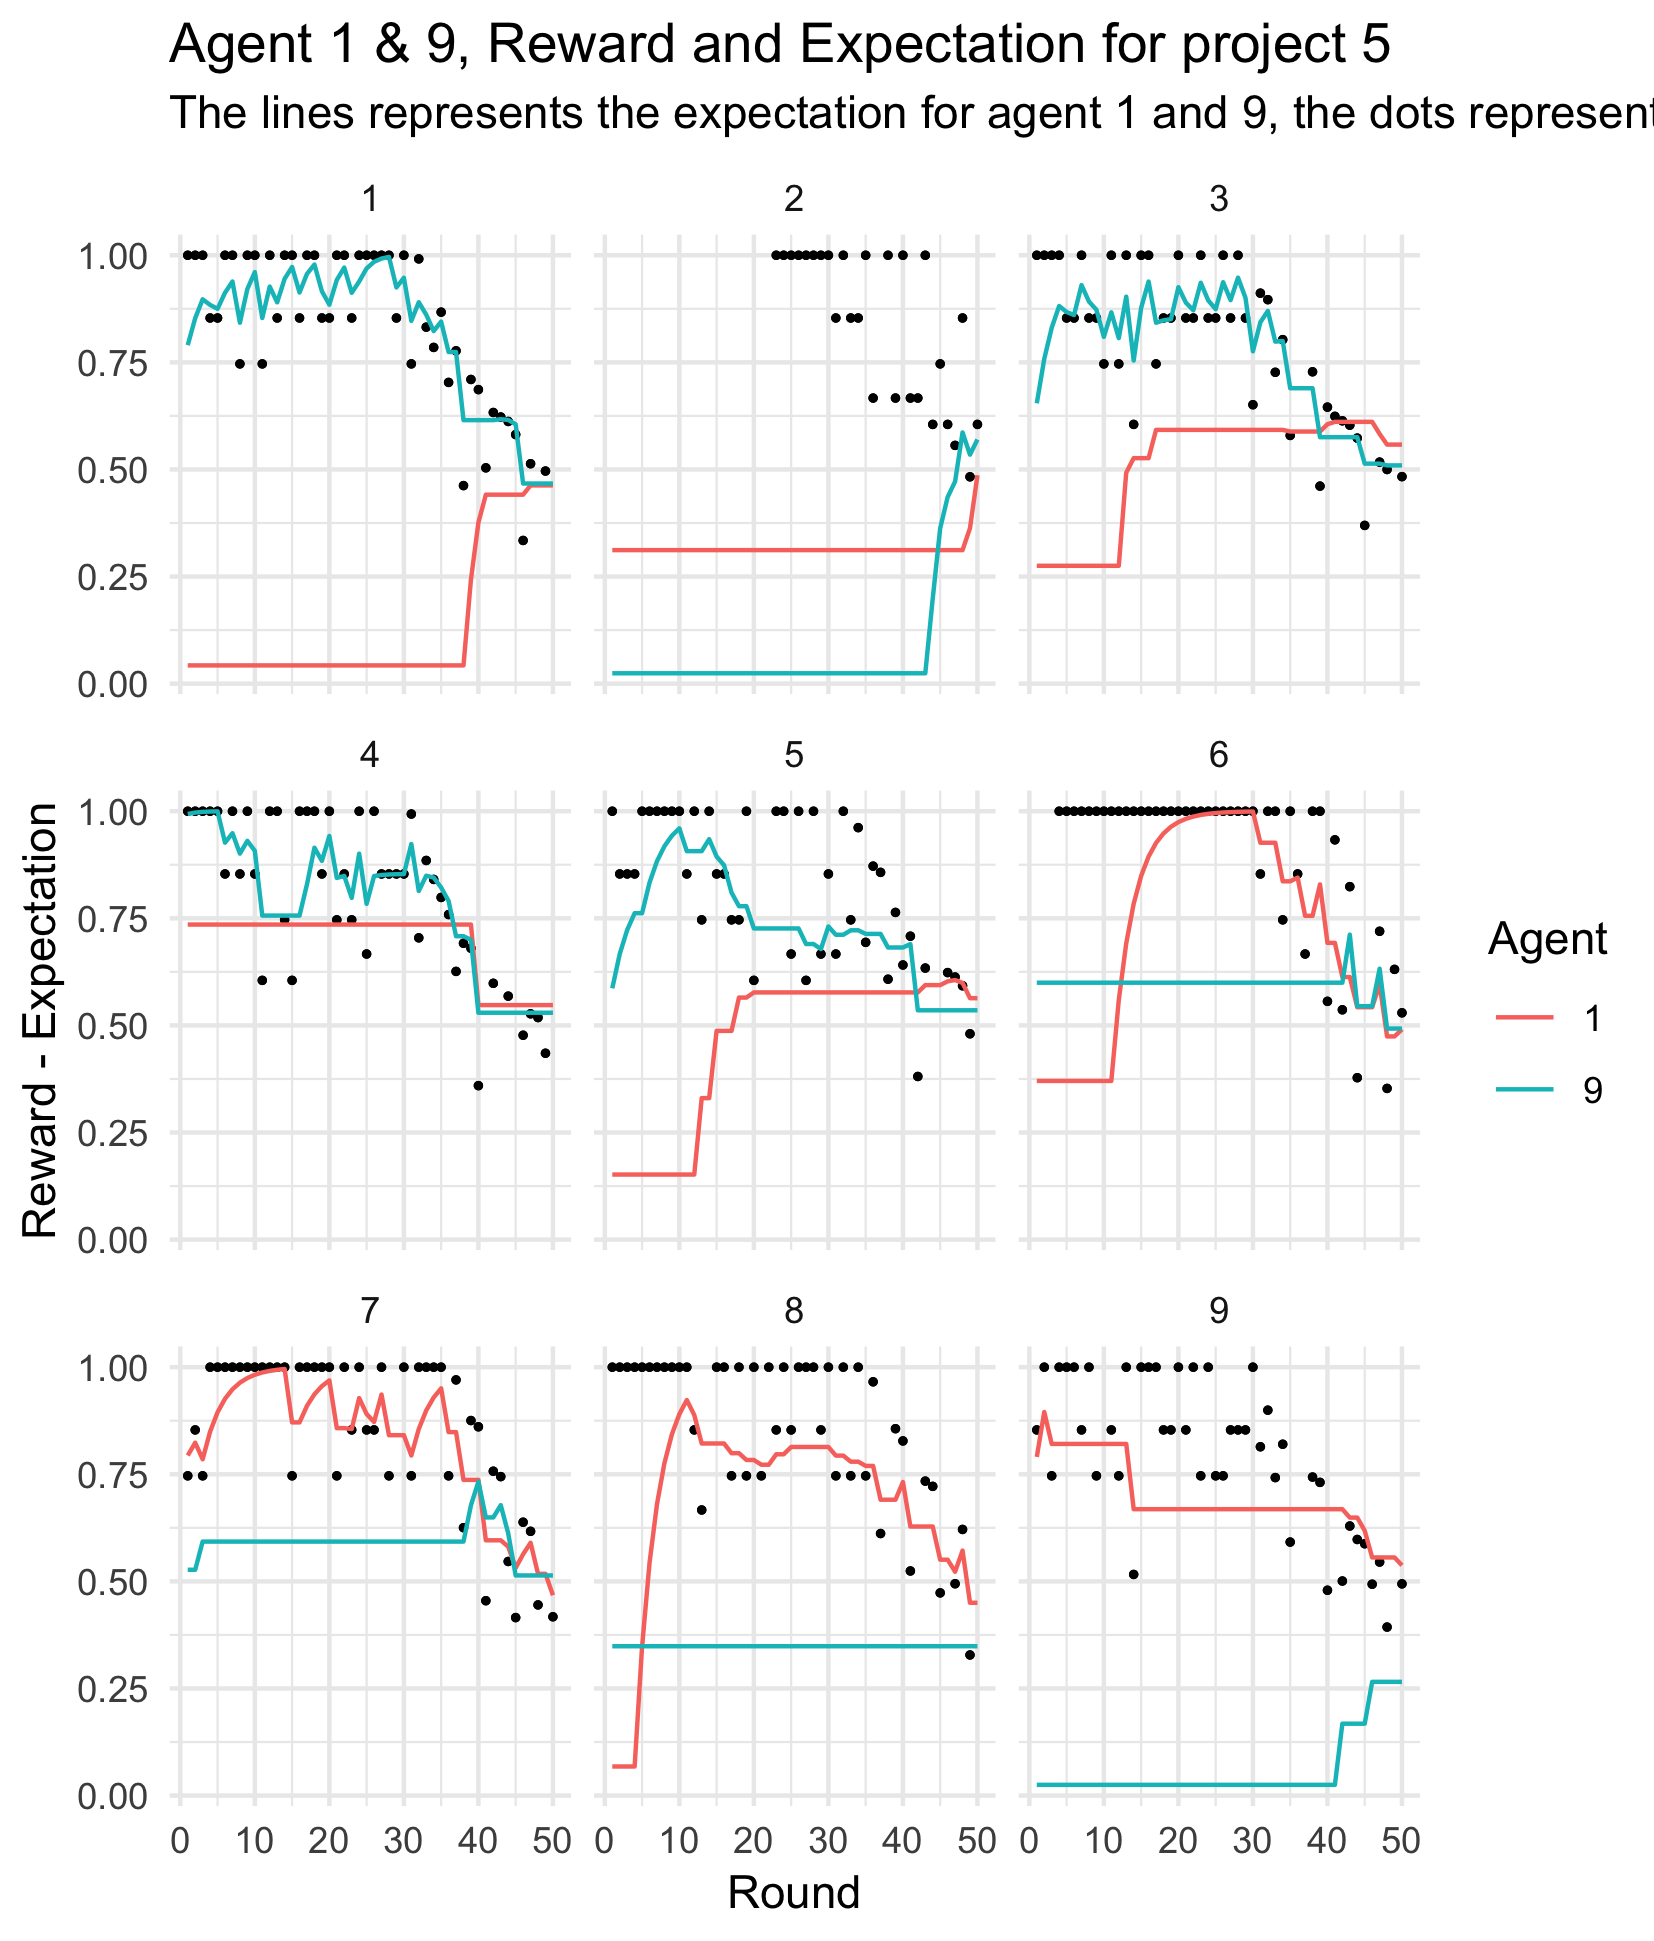 Agent 1 & 9, Reward and Expectation for project 5
The lines represents the expectation for agent 1 and 9, the dots represent
1 2 3
1.00
0.75
0.50
0.25
0.00
4 5 6
1.00
0.75
0.50
0.25
0.00
Reward - Expectation
Agent
1
9
7 8 9
1.00
0.75
0.50
0.25
0.00
0 10 20 30 40 50 0 10 20 30 40 50 0 10 20 30 40 50
Round